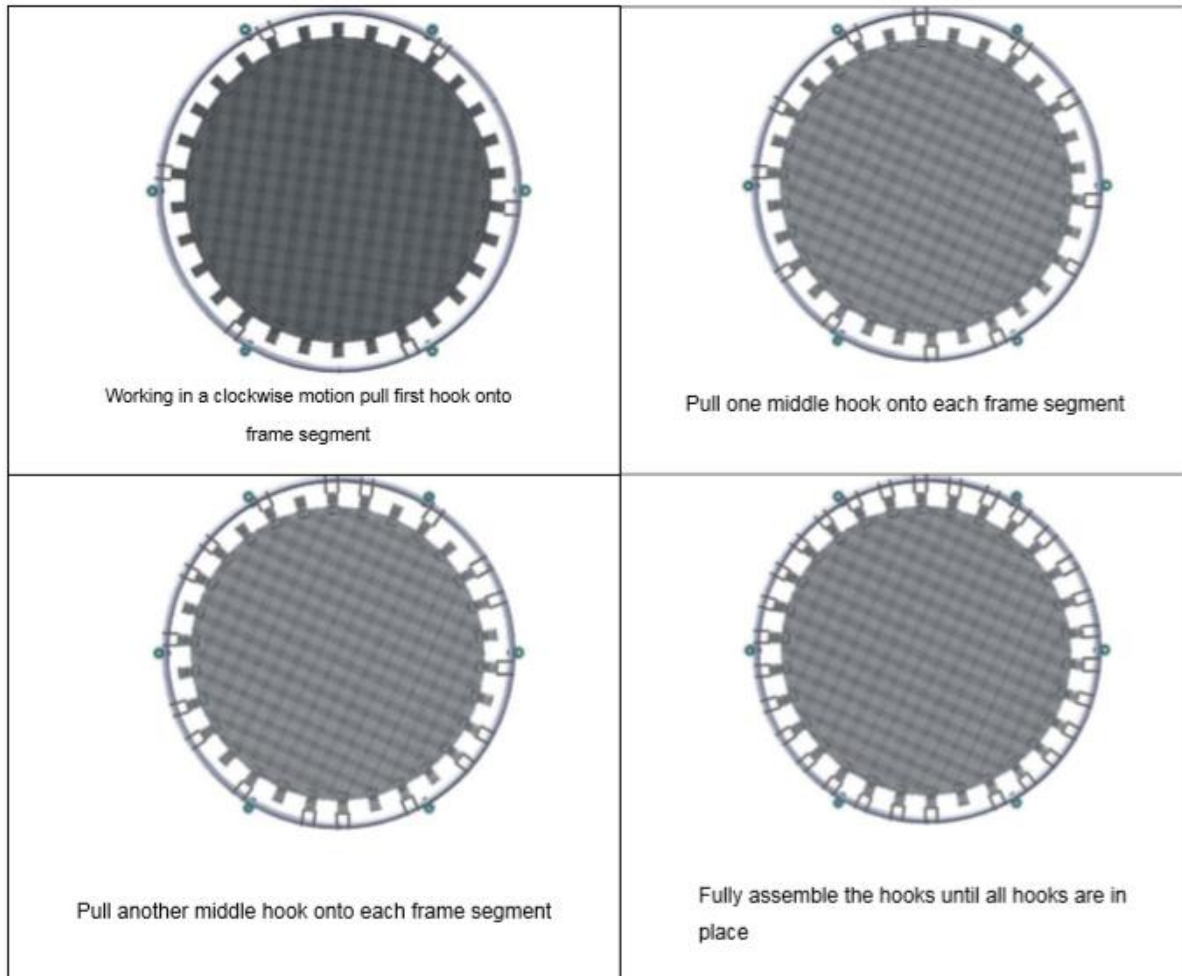 Working in a clockwise motion pull first hook onto
frame segment
Pull one middle hook onto each frame segment
Pull another middle hook onto each frame segment
Fully assemble the hooks until all hooks are in
place